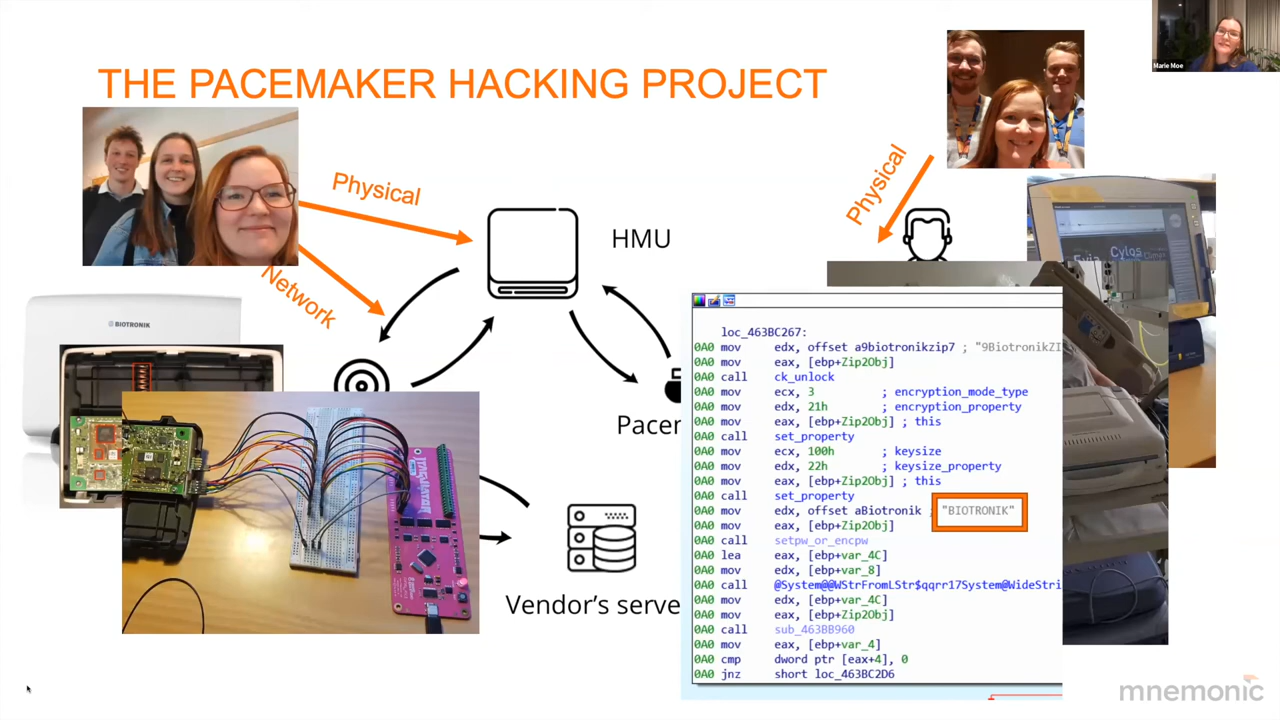 Marie Moe
THE PACEMAKER HACKING PROJECT
Physical
Physical
HMU
Network
BIOTRONIK
Cylos
Evia
loc_463BC267:
0A0 mov edx, offset a9biotronikzip7 ; "9BiotronikZI
0A0 mov eax, [ebp+Zip2Obj]
0A0 call ck_unlock
0A0 mov ecx, 3 ; encryption_mode_type
0A0 mov edx, 21h ; encryption_property
0A0 mov eax, [ebp+Zip2Obj] ; this
0A0 call set_property
0A0 mov ecx, 100h ; keysize
0A0 mov edx, 22h ; keysize_property
0A0 mov eax, [ebp+Zip2Obj] ; this
0A0 call set_property
0A0 mov edx, offset aBiotronik ; "BIOTRONIK"
0A0 mov eax, [ebp+Zip2Obj]
0A0 call setpw_or_encpw
0A0 lea eax, [ebp+var_4C]
0A0 mov edx, [ebp+var_8]
0A0 call @System@@WStrFromLStr$qqrr17System@WideStri
0A0 mov edx, [ebp+var_4C]
0A0 mov eax, [ebp+Zip2Obj]
0A0 call sub_463BB960
0A0 mov eax, [ebp+var_4]
0A0 cmp dword ptr [eax+4], 0
0A0 jnz short loc_463BC2D6
Pacem
JTAGULATOR
Vendor's serve
mnemonic